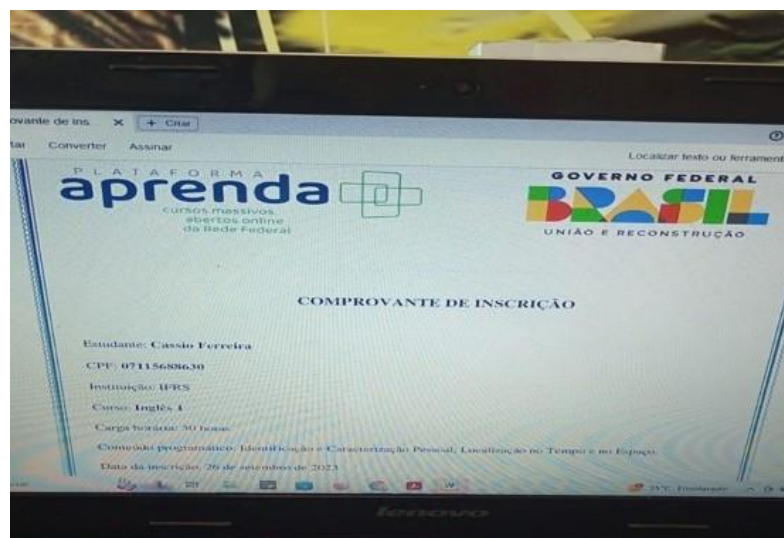 ovante de ins... × + Criar
tar Converter Assinar
Localizar texto ou ferrament
PLATAFORMA
aprenda
cursos massivos,
abertos online
da Rede Federal
GOVERNO FEDERAL
BRASIL
UNIÃO E RECONSTRUÇÃO
COMPROVANTE DE INSCRIÇÃO
Estudante: Cassio Ferreira
CPF: 07115688630
Instituição: IFRS
Curso: Inglês I
Carga horária: 50 horas
Conteúdo programático: Identificação e Caracterização Pessoal; Localização no Tempo e no Espaço.
Data da inscrição: 26 de setembro de 2023
lenovo